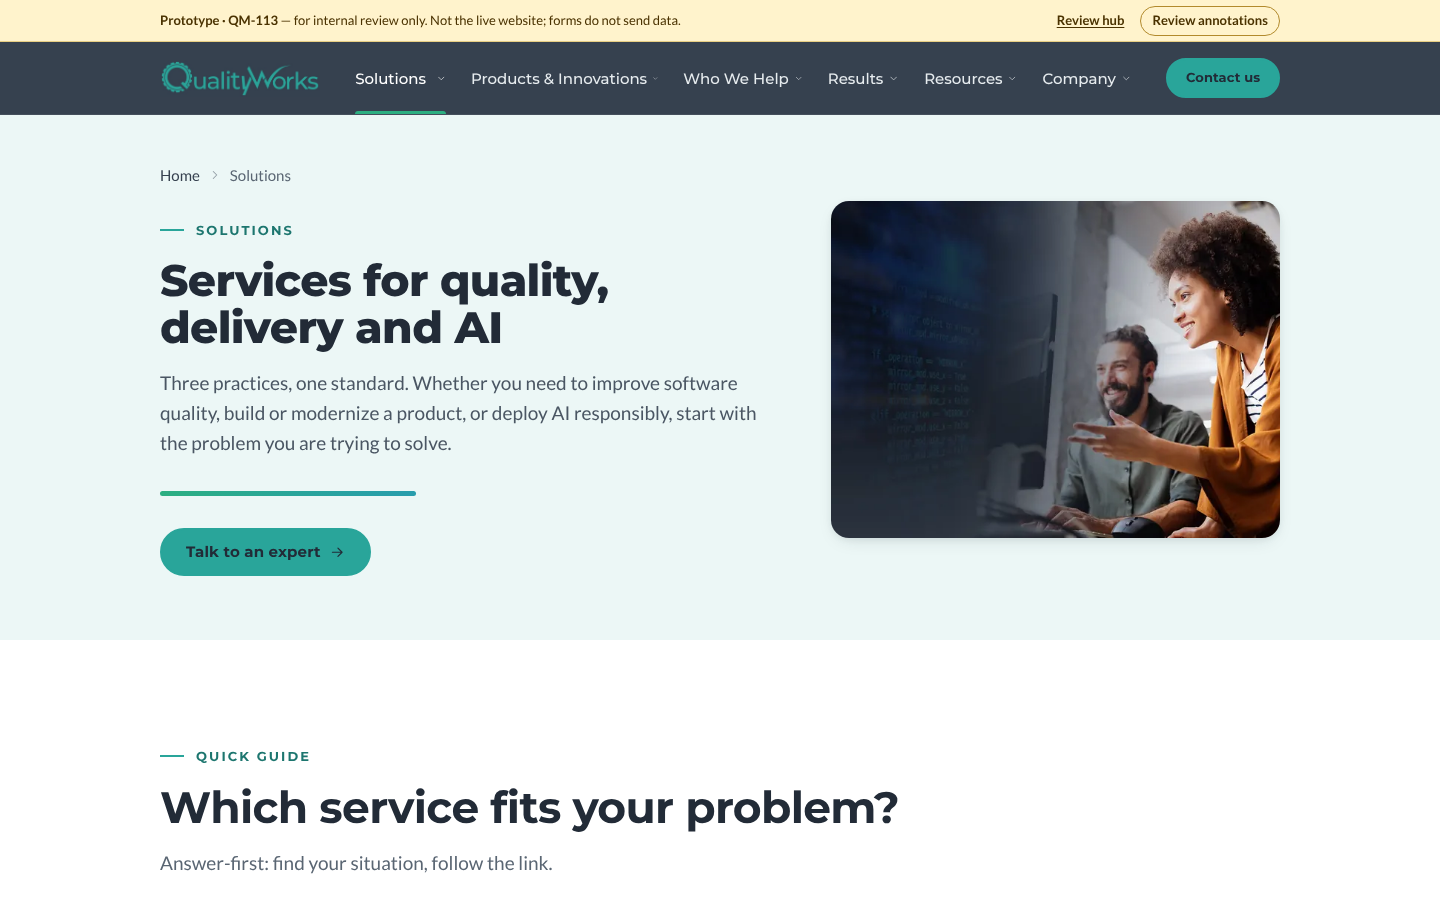 Prototype · QM-113 — for internal review only. Not the live website; forms do not send data.
Review hub
Review annotations
QualityWorks
Solutions
Products & Innovations
Who We Help
Results
Resources
Company
Contact us
Home > Solutions
SOLUTIONS
Services for quality,
delivery and AI
Three practices, one standard. Whether you need to improve software
quality, build or modernize a product, or deploy AI responsibly, start with
the problem you are trying to solve.
Talk to an expert →
QUICK GUIDE
Which service fits your problem?
Answer-first: find your situation, follow the link.